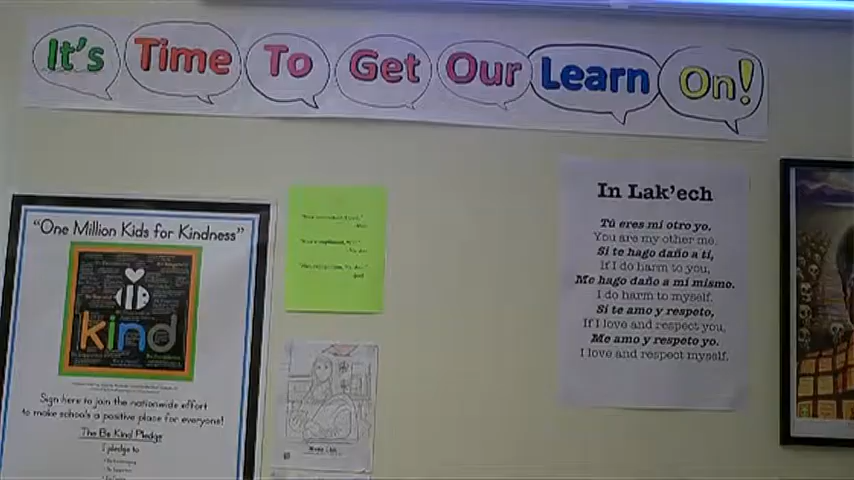 It's Time To Get Our Learn On!
"One Million Kids for Kindness"
kind
Sign here to join the nationwide effort
to make schools a positive place for everyone!
The Be Kind Pledge
I pledge to
In Lak'ech
Tú eres mi otro yo.
You are my other me.
Si te hago daño a ti,
If I do harm to you,
Me hago daño a mi mismo.
I do harm to myself.
Si te amo y respeto,
If I love and respect you,
Me amo y respeto yo.
I love and respect myself.